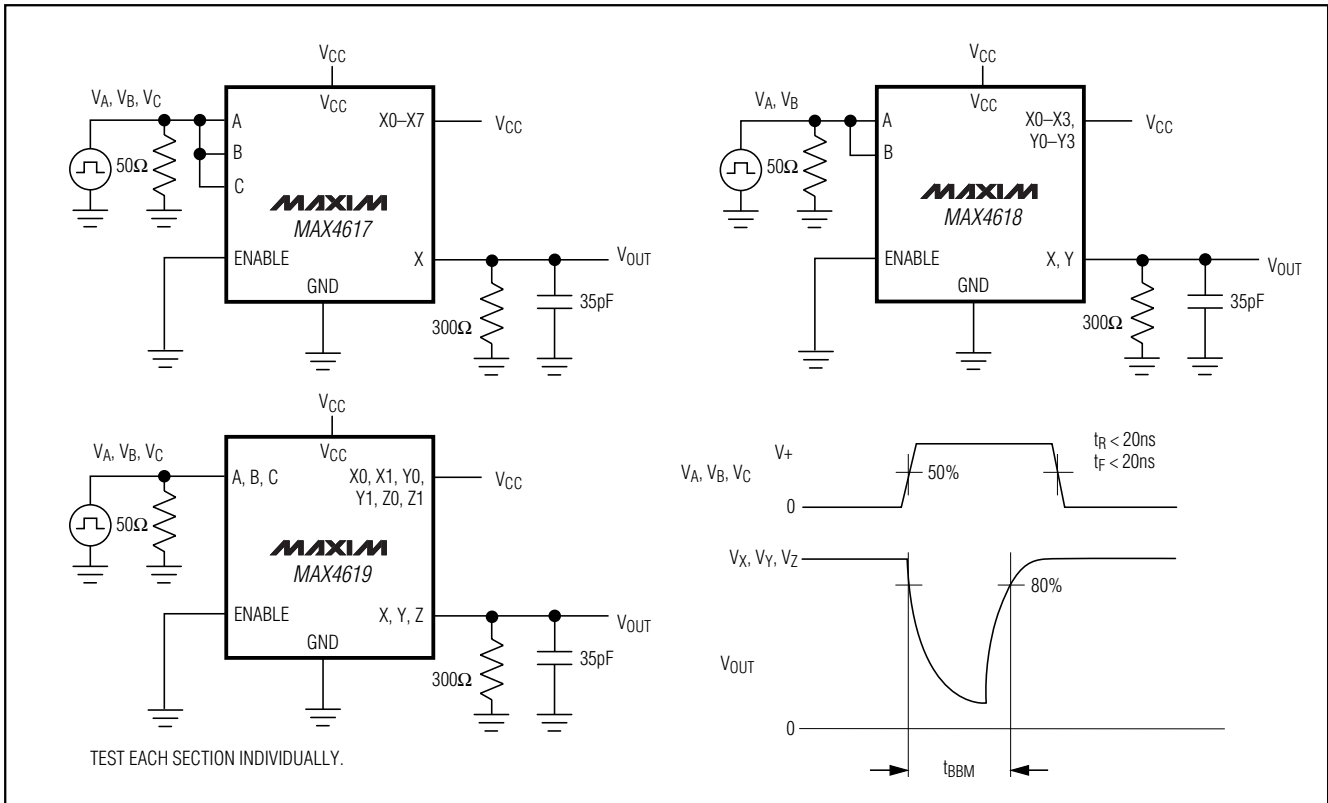 VCC
VA, VB, VC
VCC
A
X0–X7
VCC
B
50Ω
C
MAXIM
MAX4617
ENABLE
X
VOUT
GND
300Ω
35pF
VCC
VA, VB
VCC
A
X0–X3,
Y0–Y3
VCC
B
50Ω
MAXIM
MAX4618
ENABLE
X, Y
VOUT
GND
300Ω
35pF
VCC
VA, VB, VC
VCC
A, B, C
X0, X1, Y0,
Y1, Z0, Z1
VCC
50Ω
MAXIM
MAX4619
ENABLE
X, Y, Z
VOUT
GND
300Ω
35pF
TEST EACH SECTION INDIVIDUALLY.
V+
tR < 20ns
tF < 20ns
VA, VB, VC
50%
0
VX, VY, VZ
80%
VOUT
0
tBBM